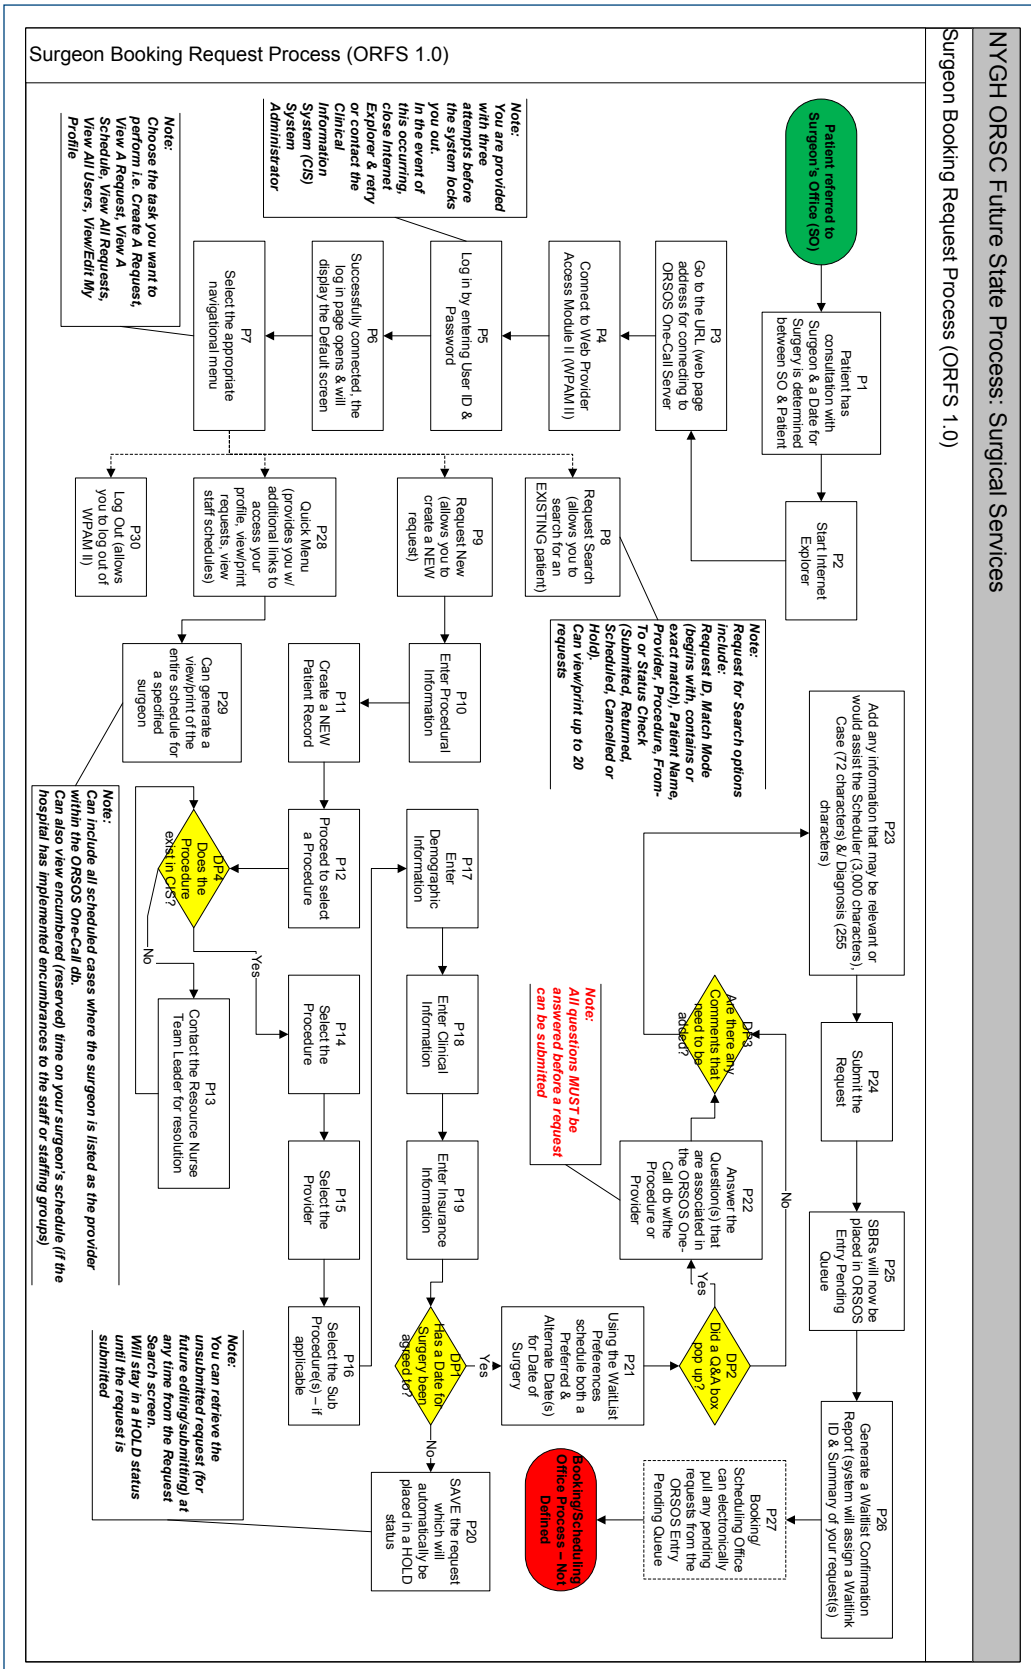 NYGH ORSC Future State Process: Surgical Services
Surgeon Booking Request Process (ORFS 1.0)
Surgeon Booking Request Process (ORFS 1.0)
Patient referred to
Surgeon's Office (SO)
P1
Patient has
consultation with
Surgeon & a Date for
Surgery is determined
between SO & Patient
P2
Start Internet
Explorer
P3
Go to the URL (web page
address for connecting to
ORSOS One-Call Server
P4
Connect to Web Provider
Access Module II (WPAM II)
P5
Log in by entering User ID &
Password
Note:
You are provided
with three
attempts before
the system locks
you out.
In the event of
this occurring,
close Internet
Explorer & retry
or contact the
Clinical
Information
System (CIS)
System
Administrator
P6
Successfully connected, the
log in page opens & will
display the Default screen
P7
Select the appropriate
navigational menu
Note:
Choose the task you want to
perform i.e. Create A Request,
View A Request, View A
Schedule, View All Requests,
View All Users, View/Edit My
Profile
P8
Request Search
(allows you to
search for an
EXISTING patient)
Note:
Request for Search options
include:
Request ID, Match Mode
(begins with, contains or
exact match), Patient Name,
Provider, Procedure, From-
To or Status Check
(Submitted, Returned,
Scheduled, Cancelled or
Hold).
Can view/print up to 20
requests
P9
Request New
(allows you to
create a NEW
request)
P28
Quick Menu
(provides you w/
additional links to
access your
profile, view/print
requests, view
staff schedules)
P30
Log Out (allows
you to log out of
WPAM II)
P29
Can generate a
view/print of the
entire schedule for
a specified
surgeon
Note:
Can include all scheduled cases where the surgeon is listed as the provider
within the ORSOS One-Call db.
Can also view encumbered (reserved) time on your surgeon's schedule (if the
hospital has implemented encumbrances to the staff or staffing groups)
P10
Enter Procedural
Information
P11
Create a NEW
Patient Record
P12
Proceed to select
a Procedure
DP4
Does the
Procedure
exist in CIS?
No
Yes
P13
Contact the Resource Nurse
Team Leader for resolution
P14
Select the
Procedure
P15
Select the
Provider
P16
Select the Sub
Procedure(s) – if
applicable
P17
Enter
Demographic
Information
P18
Enter Clinical
Information
P19
Enter Insurance
Information
DP1
Has a Date for
Surgery been
agreed to?
Yes
No
P20
SAVE the request
which will
automatically be
placed in a HOLD
status
Note:
You can retrieve the
unsubmitted request (for
future editing/submitting) at
any time from the Request
Search screen.
Will stay in a HOLD status
until the request is
submitted
P21
Using the WaitList
Preferences
schedule both a
Preferred &
Alternate Date(s)
for Date of
Surgery
DP2
Did a Q&A box
pop up?
Yes
No
P22
Answer the
Question(s) that
are associated in
the ORSOS One-
Call db w/the
Procedure or
Provider
Note:
All questions MUST be
answered before a request
can be submitted
DP3
Are there any
Comments that
need to be
added?
P23
Add any information that may be relevant or
would assist the Scheduler (3,000 characters),
Case (72 characters) &/ Diagnosis (255
characters)
P24
Submit the
Request
P25
SBRs will now be
placed in ORSOS
Entry Pending
Queue
P26
Generate a Waitlist Confirmation
Report (system will assign a Waitlink
ID & Summary of your request(s)
P27
Booking/
Scheduling Office
can electronically
pull any pending
requests from the
ORSOS Entry
Pending Queue
Booking/Scheduling
Office Process – Not
Defined